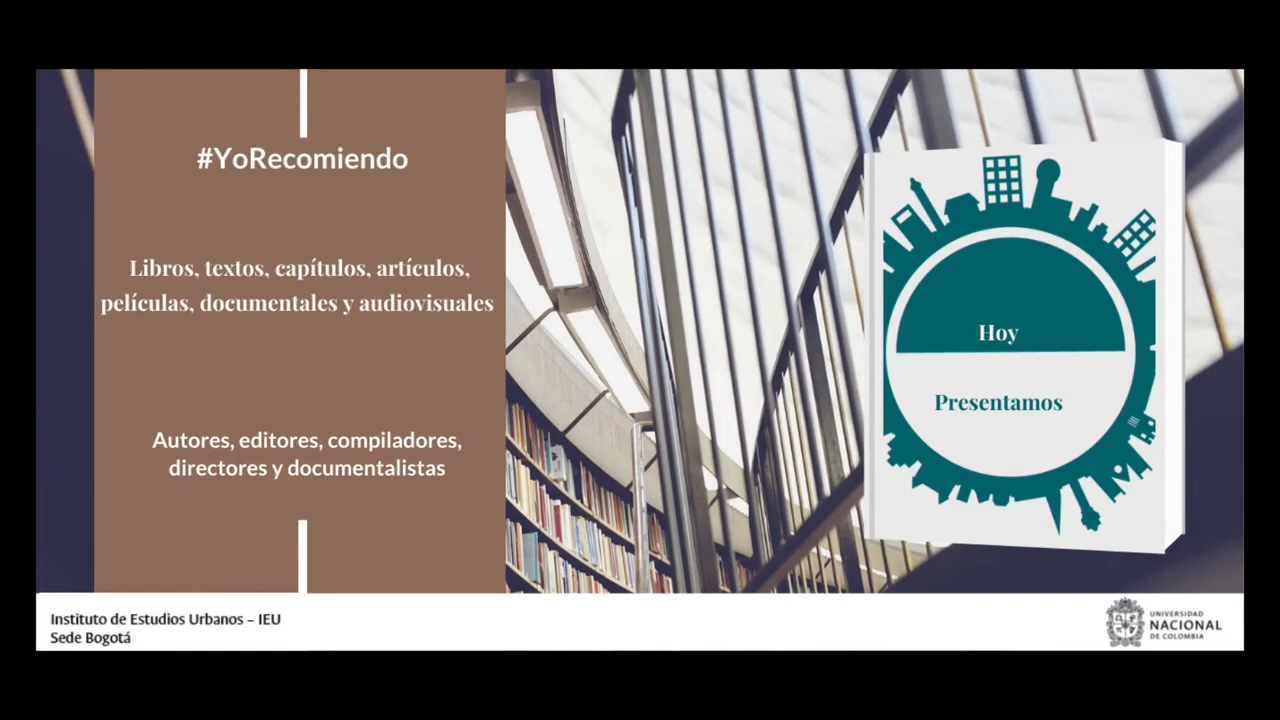 #YoRecomiendo
Libros, textos, capítulos, artículos,
películas, documentales y audiovisuales
Autores, editores, compiladores,
directores y documentalistas
Hoy
Presentamos
Instituto de Estudios Urbanos – IEU
Sede Bogotá
UNIVERSIDAD
NACIONAL
DE COLOMBIA